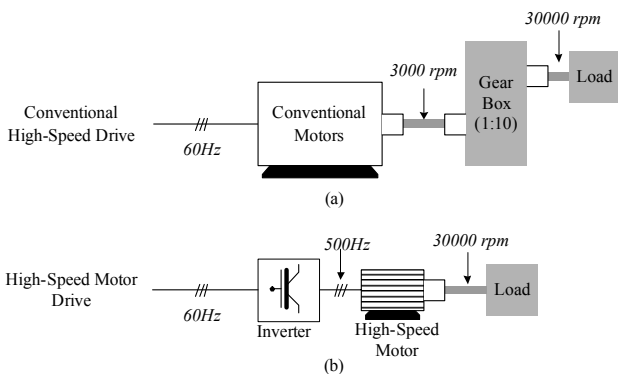 30000 rpm
3000 rpm
Conventional
High-Speed Drive
60Hz
Conventional
Motors
Gear
Box
(1:10)
Load
(a)
High-Speed Motor
Drive
60Hz
Inverter
500Hz
High-Speed
Motor
30000 rpm
Load
(b)